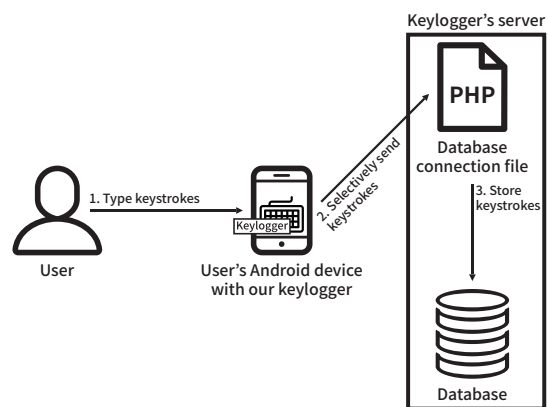 Keylogger's server
PHP
Database
connection file
1. Type keystrokes
2. Selectively send
keystrokes
3. Store
keystrokes
Keylogger
User
User's Android device
with our keylogger
Database